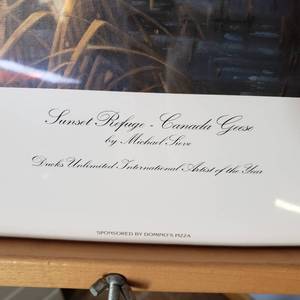 Sunset Refuge - Canada Geese
by Michael Sieve
Ducks Unlimited International Artist of the Year
SPONSORED BY DOMINO'S PIZZA